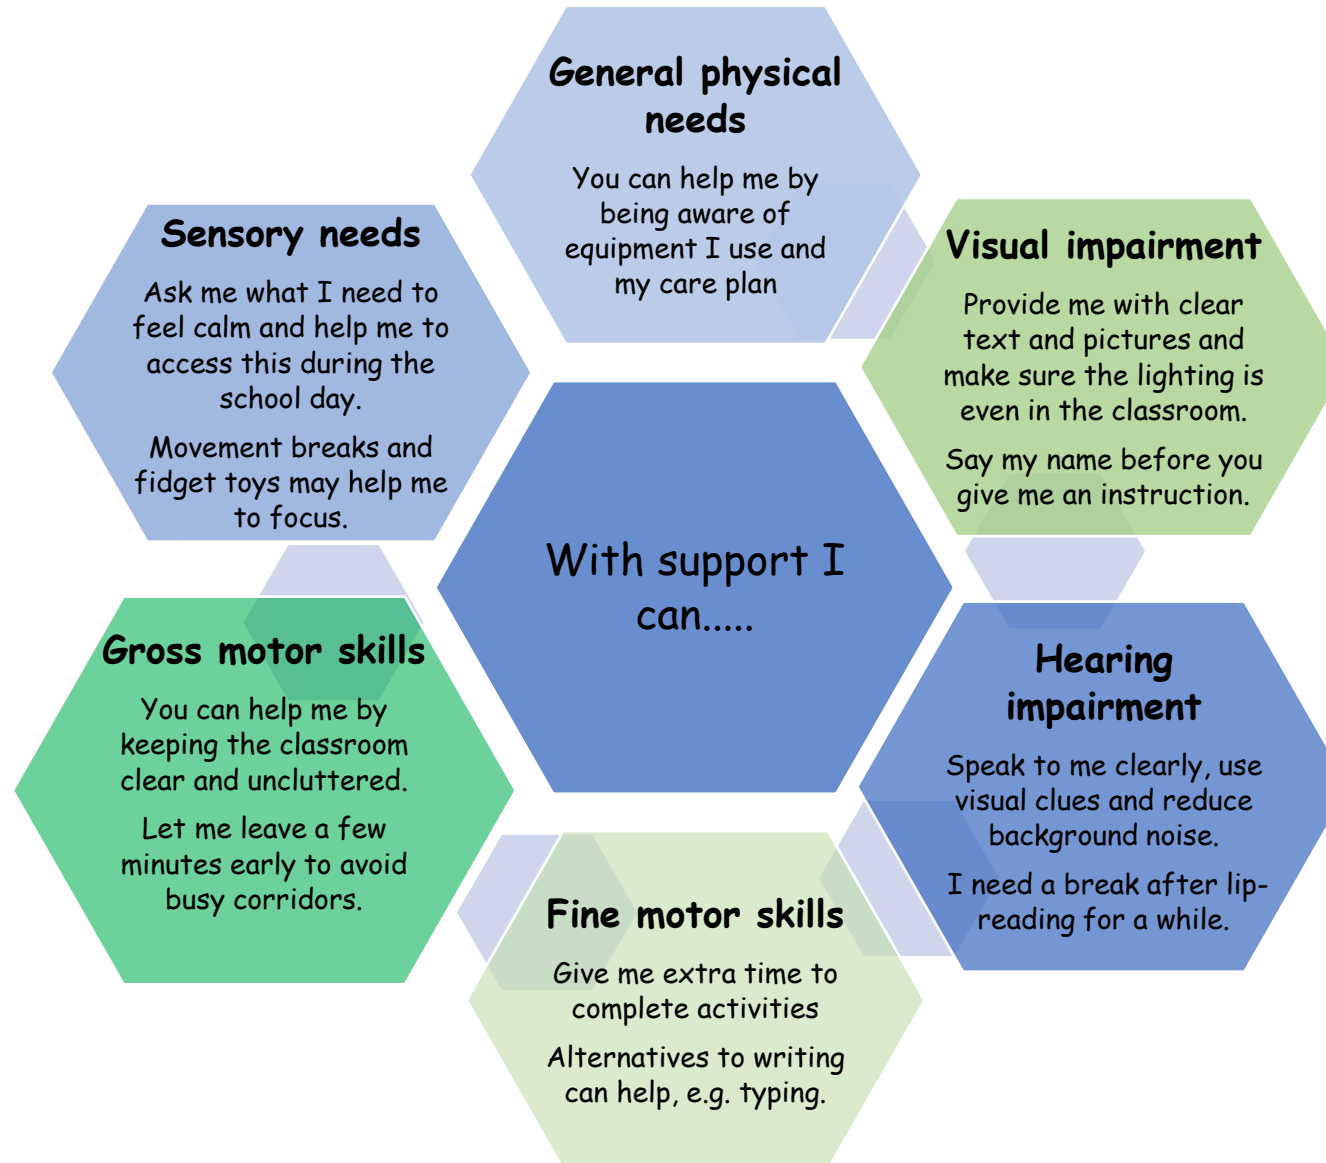 General physical
needs
You can help me by
being aware of
equipment I use and
my care plan
Sensory needs
Ask me what I need to
feel calm and help me to
access this during the
school day.
Movement breaks and
fidget toys may help me
to focus.
Visual impairment
Provide me with clear
text and pictures and
make sure the lighting is
even in the classroom.
Say my name before you
give me an instruction.
With support I
can.....
Gross motor skills
You can help me by
keeping the classroom
clear and uncluttered.
Let me leave a few
minutes early to avoid
busy corridors.
Hearing
impairment
Speak to me clearly, use
visual clues and reduce
background noise.
I need a break after lip-
reading for a while.
Fine motor skills
Give me extra time to
complete activities
Alternatives to writing
can help, e.g. typing.